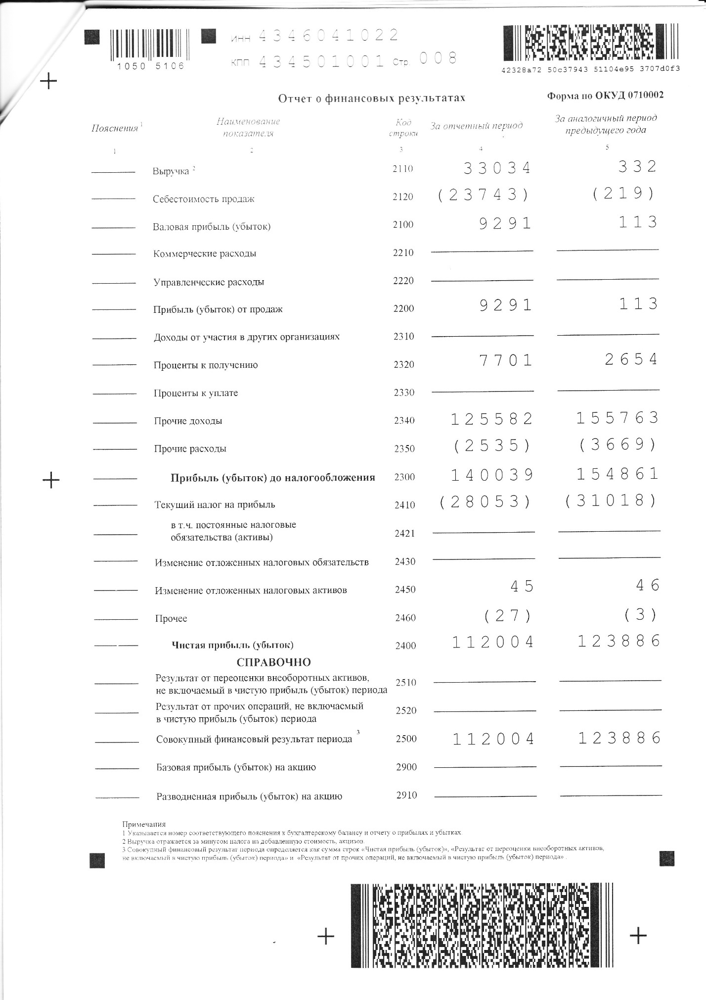 ИНН 4346041022
1050 5106
КПП 434501001 Стр. 008
42328a72 50c37943 51104e95 3707d0f3
Отчет о финансовых результатах
Форма по ОКУД 0710002
Пояснения 1 Наименование показателя Код строки За отчетный период За аналогичный период предыдущего года
1 2 3 4 5
Выручка 2 2110 33034 332
Себестоимость продаж 2120 (23743) (219)
Валовая прибыль (убыток) 2100 9291 113
Коммерческие расходы 2210
Управленческие расходы 2220
Прибыль (убыток) от продаж 2200 9291 113
Доходы от участия в других организациях 2310
Проценты к получению 2320 7701 2654
Проценты к уплате 2330
Прочие доходы 2340 125582 155763
Прочие расходы 2350 (2535) (3669)
Прибыль (убыток) до налогообложения 2300 140039 154861
Текущий налог на прибыль 2410 (28053) (31018)
в т.ч. постоянные налоговые
обязательства (активы) 2421
Изменение отложенных налоговых обязательств 2430
Изменение отложенных налоговых активов 2450 45 46
Прочее 2460 (27) (3)
Чистая прибыль (убыток) 2400 112004 123886
СПРАВОЧНО
Результат от переоценки внеоборотных активов,
не включаемый в чистую прибыль (убыток) периода 2510
Результат от прочих операций, не включаемый
в чистую прибыль (убыток) периода 2520
Совокупный финансовый результат периода 3 2500 112004 123886
Базовая прибыль (убыток) на акцию 2900
Разводненная прибыль (убыток) на акцию 2910
Примечания
1 Указывается номер соответствующего пояснения к бухгалтерскому балансу и отчету о прибылях и убытках.
2 Выручка отражается за минусом налога на добавленную стоимость, акцизов.
3 Совокупный финансовый результат периода определяется как сумма строк «Чистая прибыль (убыток)», «Результат от переоценки внеоборотных активов,
не включаемый в чистую прибыль (убыток) периода» и «Результат от прочих операций, не включаемый в чистую прибыль (убыток) периода» .